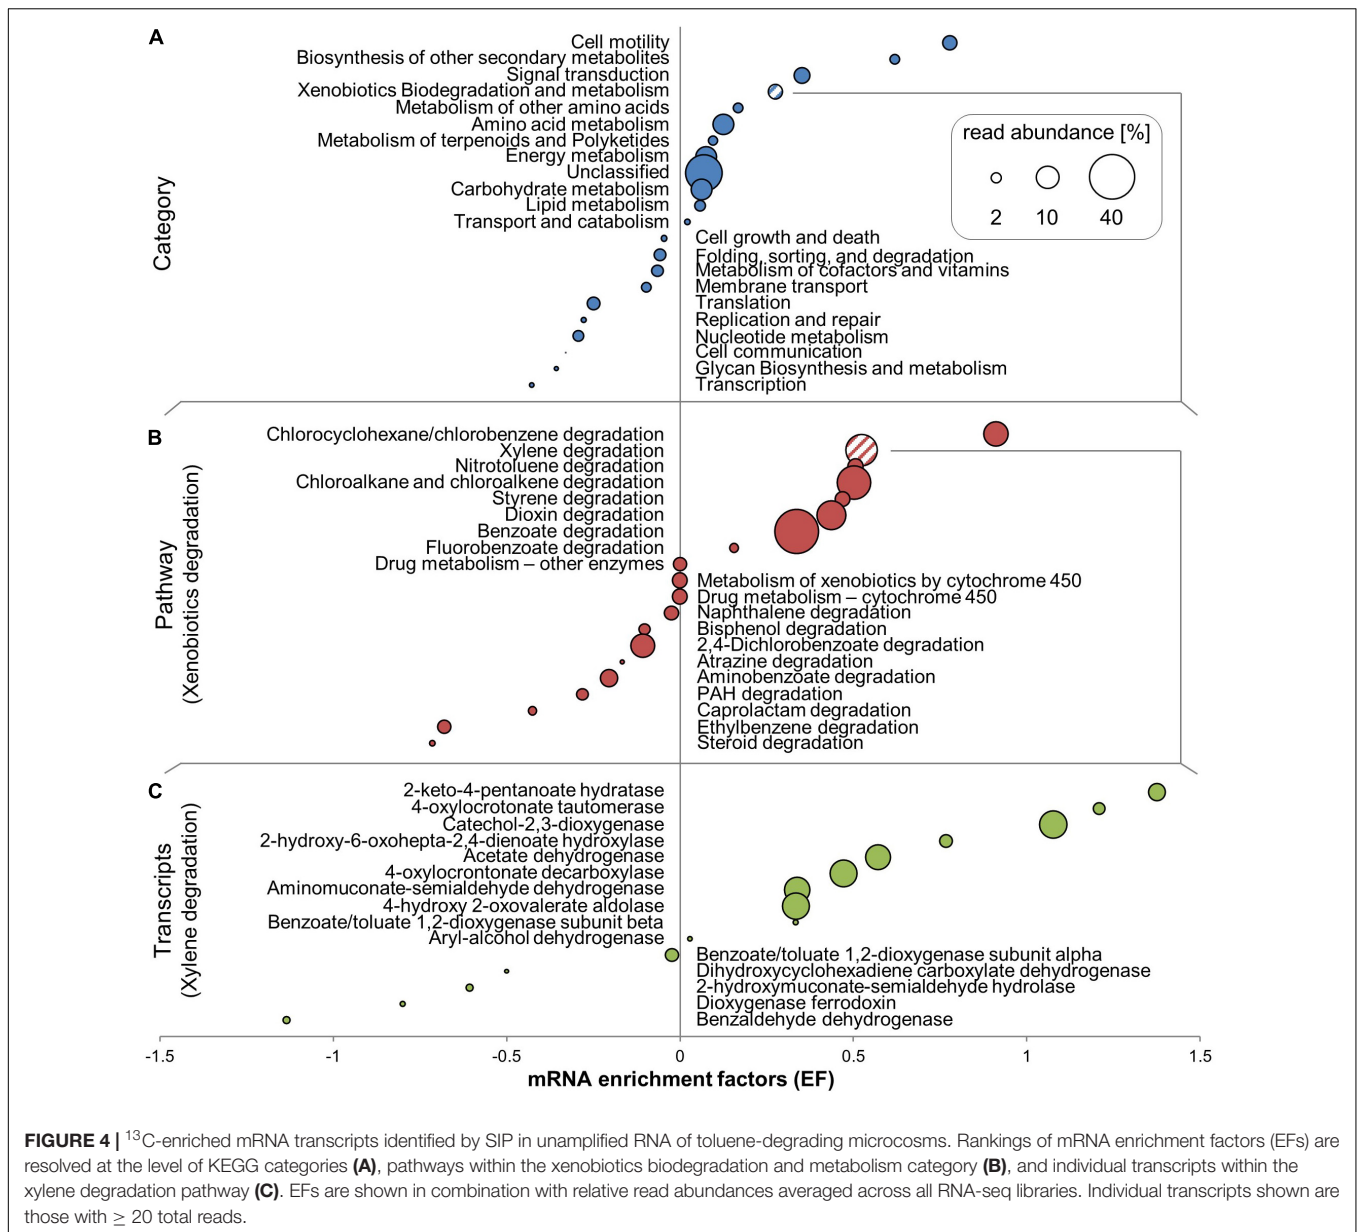 A
Cell motility
Biosynthesis of other secondary metabolites
Signal transduction
Xenobiotics Biodegradation and metabolism
Metabolism of other amino acids
Amino acid metabolism
Metabolism of terpenoids and Polyketides
Energy metabolism
Unclassified
Carbohydrate metabolism
Lipid metabolism
Transport and catabolism
Cell growth and death
Folding, sorting, and degradation
Metabolism of cofactors and vitamins
Membrane transport
Translation
Replication and repair
Nucleotide metabolism
Cell communication
Glycan Biosynthesis and metabolism
Transcription
Category
read abundance [%]
2 10 40
B
Chlorocyclohexane/chlorobenzene degradation
Xylene degradation
Nitrotoluene degradation
Chloroalkane and chloroalkene degradation
Styrene degradation
Dioxin degradation
Benzoate degradation
Fluorobenzoate degradation
Drug metabolism – other enzymes
Metabolism of xenobiotics by cytochrome 450
Drug metabolism – cytochrome 450
Naphthalene degradation
Bisphenol degradation
2,4-Dichlorobenzoate degradation
Atrazine degradation
Aminobenzoate degradation
PAH degradation
Caprolactam degradation
Ethylbenzene degradation
Steroid degradation
Pathway
(Xenobiotics degradation)
C
2-keto-4-pentanoate hydratase
4-oxylocrotonate tautomerase
Catechol-2,3-dioxygenase
2-hydroxy-6-oxohepta-2,4-dienoate hydroxylase
Acetate dehydrogenase
4-oxylocrontonate decarboxylase
Aminomuconate-semialdehyde dehydrogenase
4-hydroxy 2-oxovalerate aldolase
Benzoate/toluate 1,2-dioxygenase subunit beta
Aryl-alcohol dehydrogenase
Benzoate/toluate 1,2-dioxygenase subunit alpha
Dihydroxycyclohexadiene carboxylate dehydrogenase
2-hydroxymuconate-semialdehyde hydrolase
Dioxygenase ferrodoxin
Benzaldehyde dehydrogenase
Transcripts
(Xylene degradation)
-1.5 -1 -0.5 0 0.5 1 1.5
mRNA enrichment factors (EF)
FIGURE 4 | 13C-enriched mRNA transcripts identified by SIP in unamplified RNA of toluene-degrading microcosms. Rankings of mRNA enrichment factors (EFs) are
resolved at the level of KEGG categories (A), pathways within the xenobiotics biodegradation and metabolism category (B), and individual transcripts within the
xylene degradation pathway (C). EFs are shown in combination with relative read abundances averaged across all RNA-seq libraries. Individual transcripts shown are
those with ≥ 20 total reads.